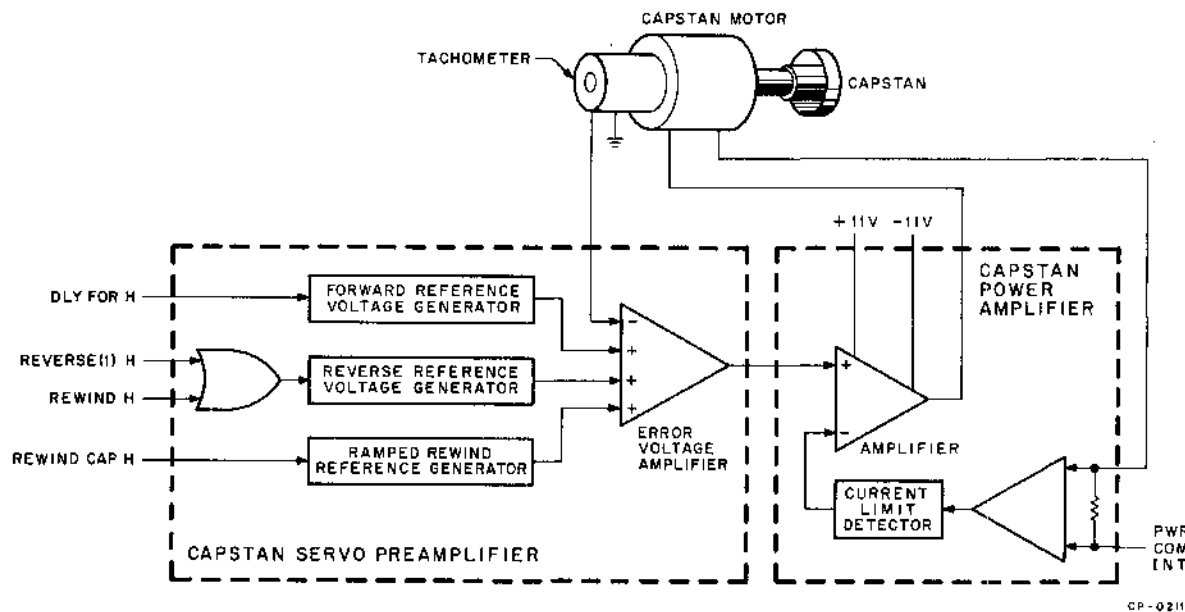 CAPSTAN MOTOR
TACHOMETER
CAPSTAN
+11V -11V
CAPSTAN
POWER
AMPLIFIER
DLY FOR H
FORWARD REFERENCE
VOLTAGE GENERATOR
REVERSE(1) H
REWIND H
REVERSE REFERENCE
VOLTAGE GENERATOR
REWIND CAP H
RAMPED REWIND
REFERENCE GENERATOR
-
+
+
+
ERROR
VOLTAGE
AMPLIFIER
+
-
AMPLIFIER
CURRENT
LIMIT
DETECTOR
CAPSTAN SERVO PREAMPLIFIER
PWR
COM
INT